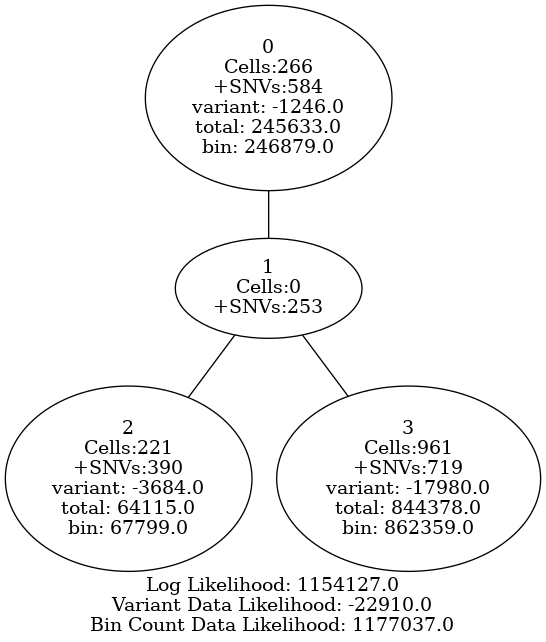 0
Cells:266
+SNVs:584
variant: -1246.0
total: 245633.0
bin: 246879.0
1
Cells:0
+SNVs:253
2
Cells:221
+SNVs:390
variant: -3684.0
total: 64115.0
bin: 67799.0
3
Cells:961
+SNVs:719
variant: -17980.0
total: 844378.0
bin: 862359.0
Log Likelihood: 1154127.0
Variant Data Likelihood: -22910.0
Bin Count Data Likelihood: 1177037.0